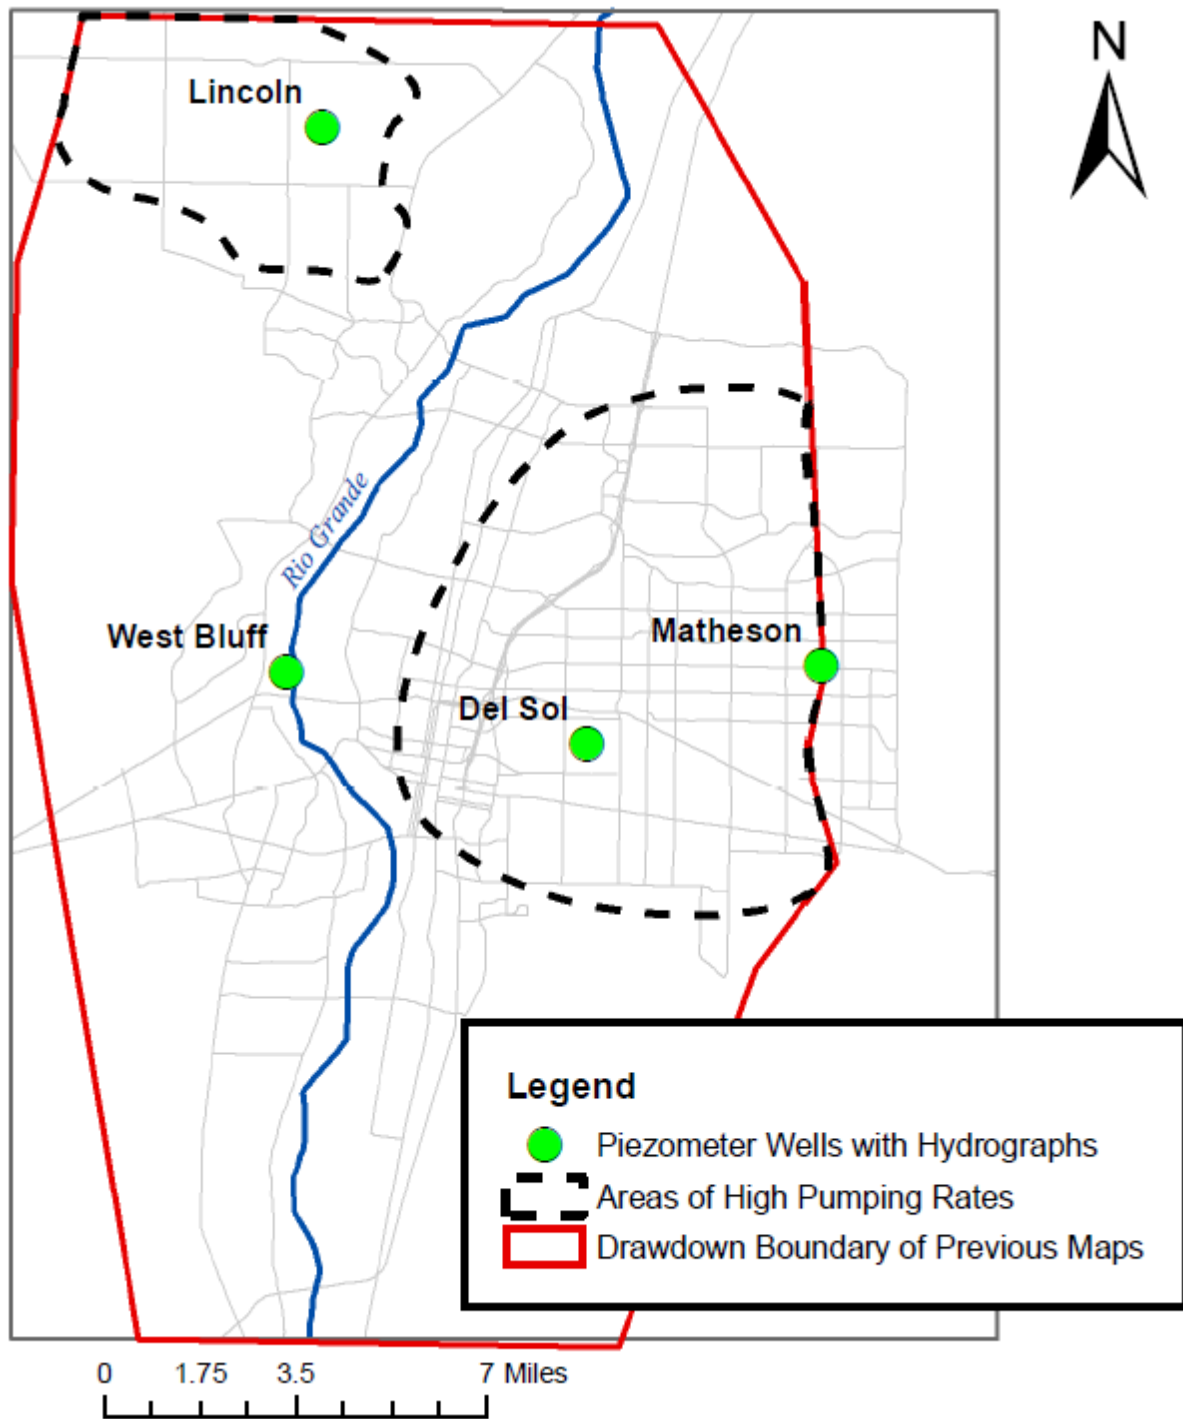 N
Lincoln
Rio Grande
West Bluff
Matheson
Del Sol
Legend
Piezometer Wells with Hydrographs
Areas of High Pumping Rates
Drawdown Boundary of Previous Maps
0 1.75 3.5 7 Miles